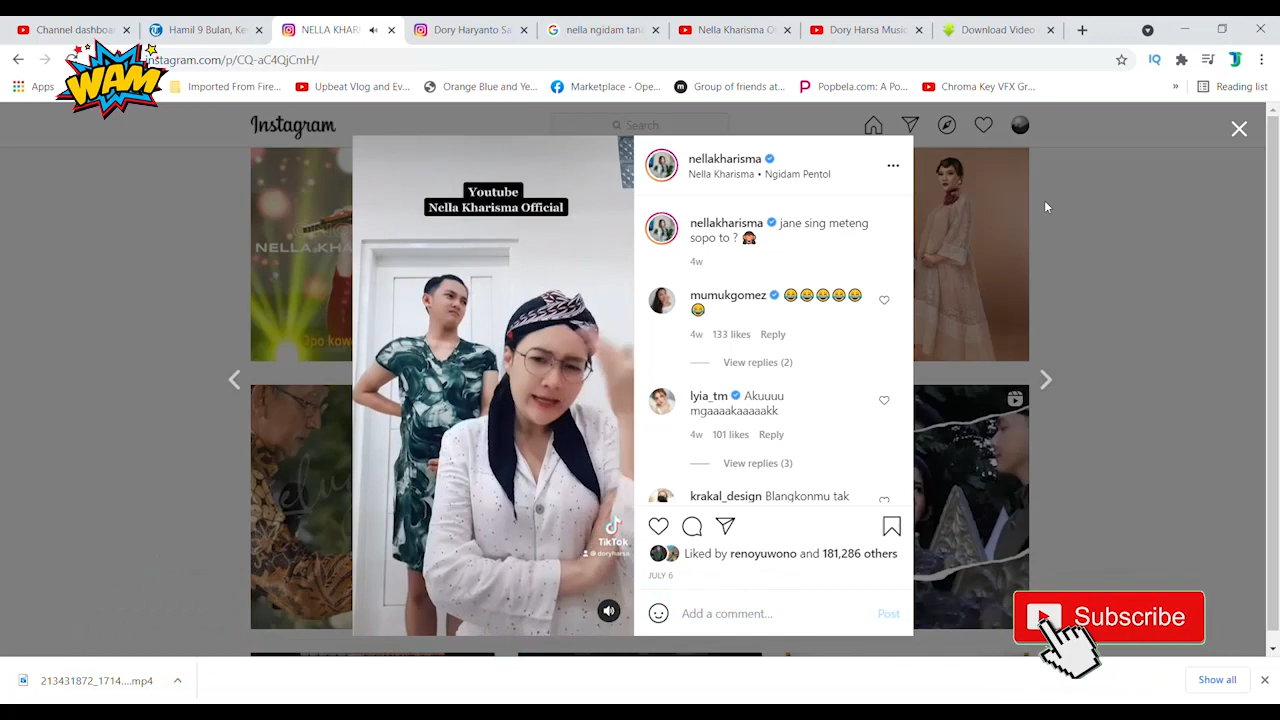 Channel dashboa
Hamil 9 Bulan, Ke
NELLA KHARI
Dory Haryanto Sa
nella ngidam tana
Nella Kharisma O
Dory Harsa Music
Download Video
WAM
instagram.com/p/CQ-aC4QjCmH/
IQ
Apps
Imported From Fire...
Upbeat Vlog and Ev...
Orange Blue and Ye...
Marketplace - Ope...
Group of friends at...
Popbela.com: A Po...
Chroma Key VFX Gr...
»
Reading list
Instagram
Search
Youtube
Nella Kharisma Official
TikTok
@doryharsa
nellakharisma
Nella Kharisma • Ngidam Pentol
nellakharisma jane sing meteng
sopo to ? 🙈
4w
mumukgomez 😂😂😂😂😂
😂
4w 133 likes Reply
View replies (2)
lyia_tm Akuuuu
mgaaaakaaaaakk
4w 101 likes Reply
View replies (3)
krakal_design Blangkonmu tak
Liked by renoyuwono and 181,286 others
JULY 6
Add a comment... Post
Subscribe
213431872_1714....mp4
Show all